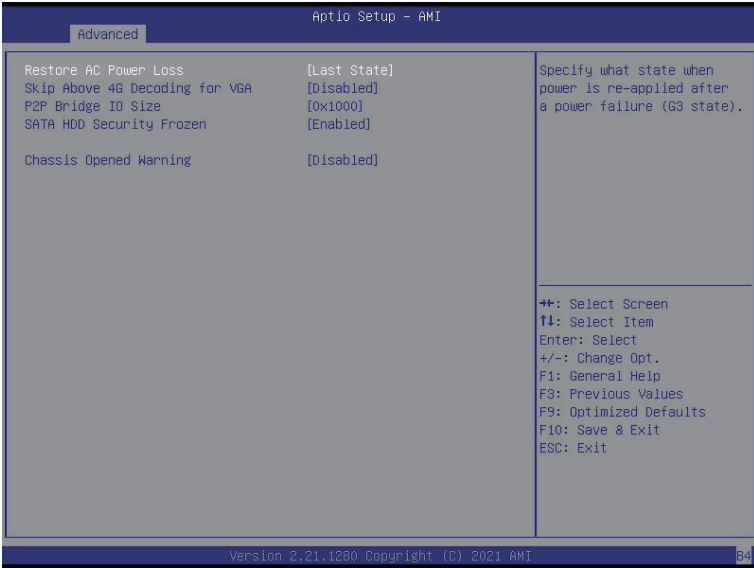 Aptio Setup – AMI
Advanced
Restore AC Power Loss [Last State]
Skip Above 4G Decoding for VGA [Disabled]
P2P Bridge IO Size [0x1000]
SATA HDD Security Frozen [Enabled]
Chassis Opened Warning [Disabled]
Specify what state when
power is re-applied after
a power failure (G3 state).
→←: Select Screen
↑↓: Select Item
Enter: Select
+/-: Change Opt.
F1: General Help
F3: Previous Values
F9: Optimized Defaults
F10: Save & Exit
ESC: Exit
Version 2.21.1280 Copyright (C) 2021 AMI
B4